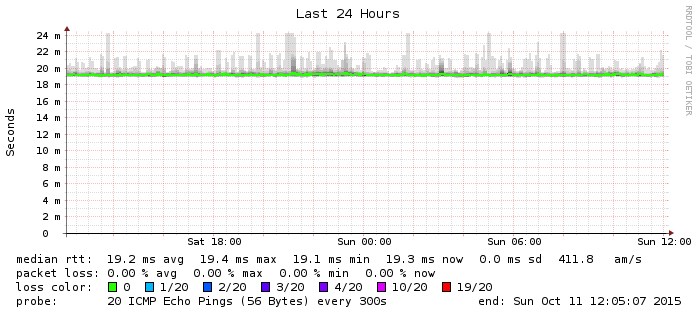 Last 24 Hours
RRDTOOL / TOBI OETIKER
Seconds
24 m
22 m
20 m
18 m
16 m
14 m
12 m
10 m
8 m
6 m
4 m
2 m
0
Sat 18:00 Sun 00:00 Sun 06:00 Sun 12:00
median rtt: 19.2 ms avg 19.4 ms max 19.1 ms min 19.3 ms now 0.0 ms sd 411.8 am/s
packet loss: 0.00 % avg 0.00 % max 0.00 % min 0.00 % now
loss color: 0 1/20 2/20 3/20 4/20 10/20 19/20
probe: 20 ICMP Echo Pings (56 Bytes) every 300s end: Sun Oct 11 12:05:07 2015